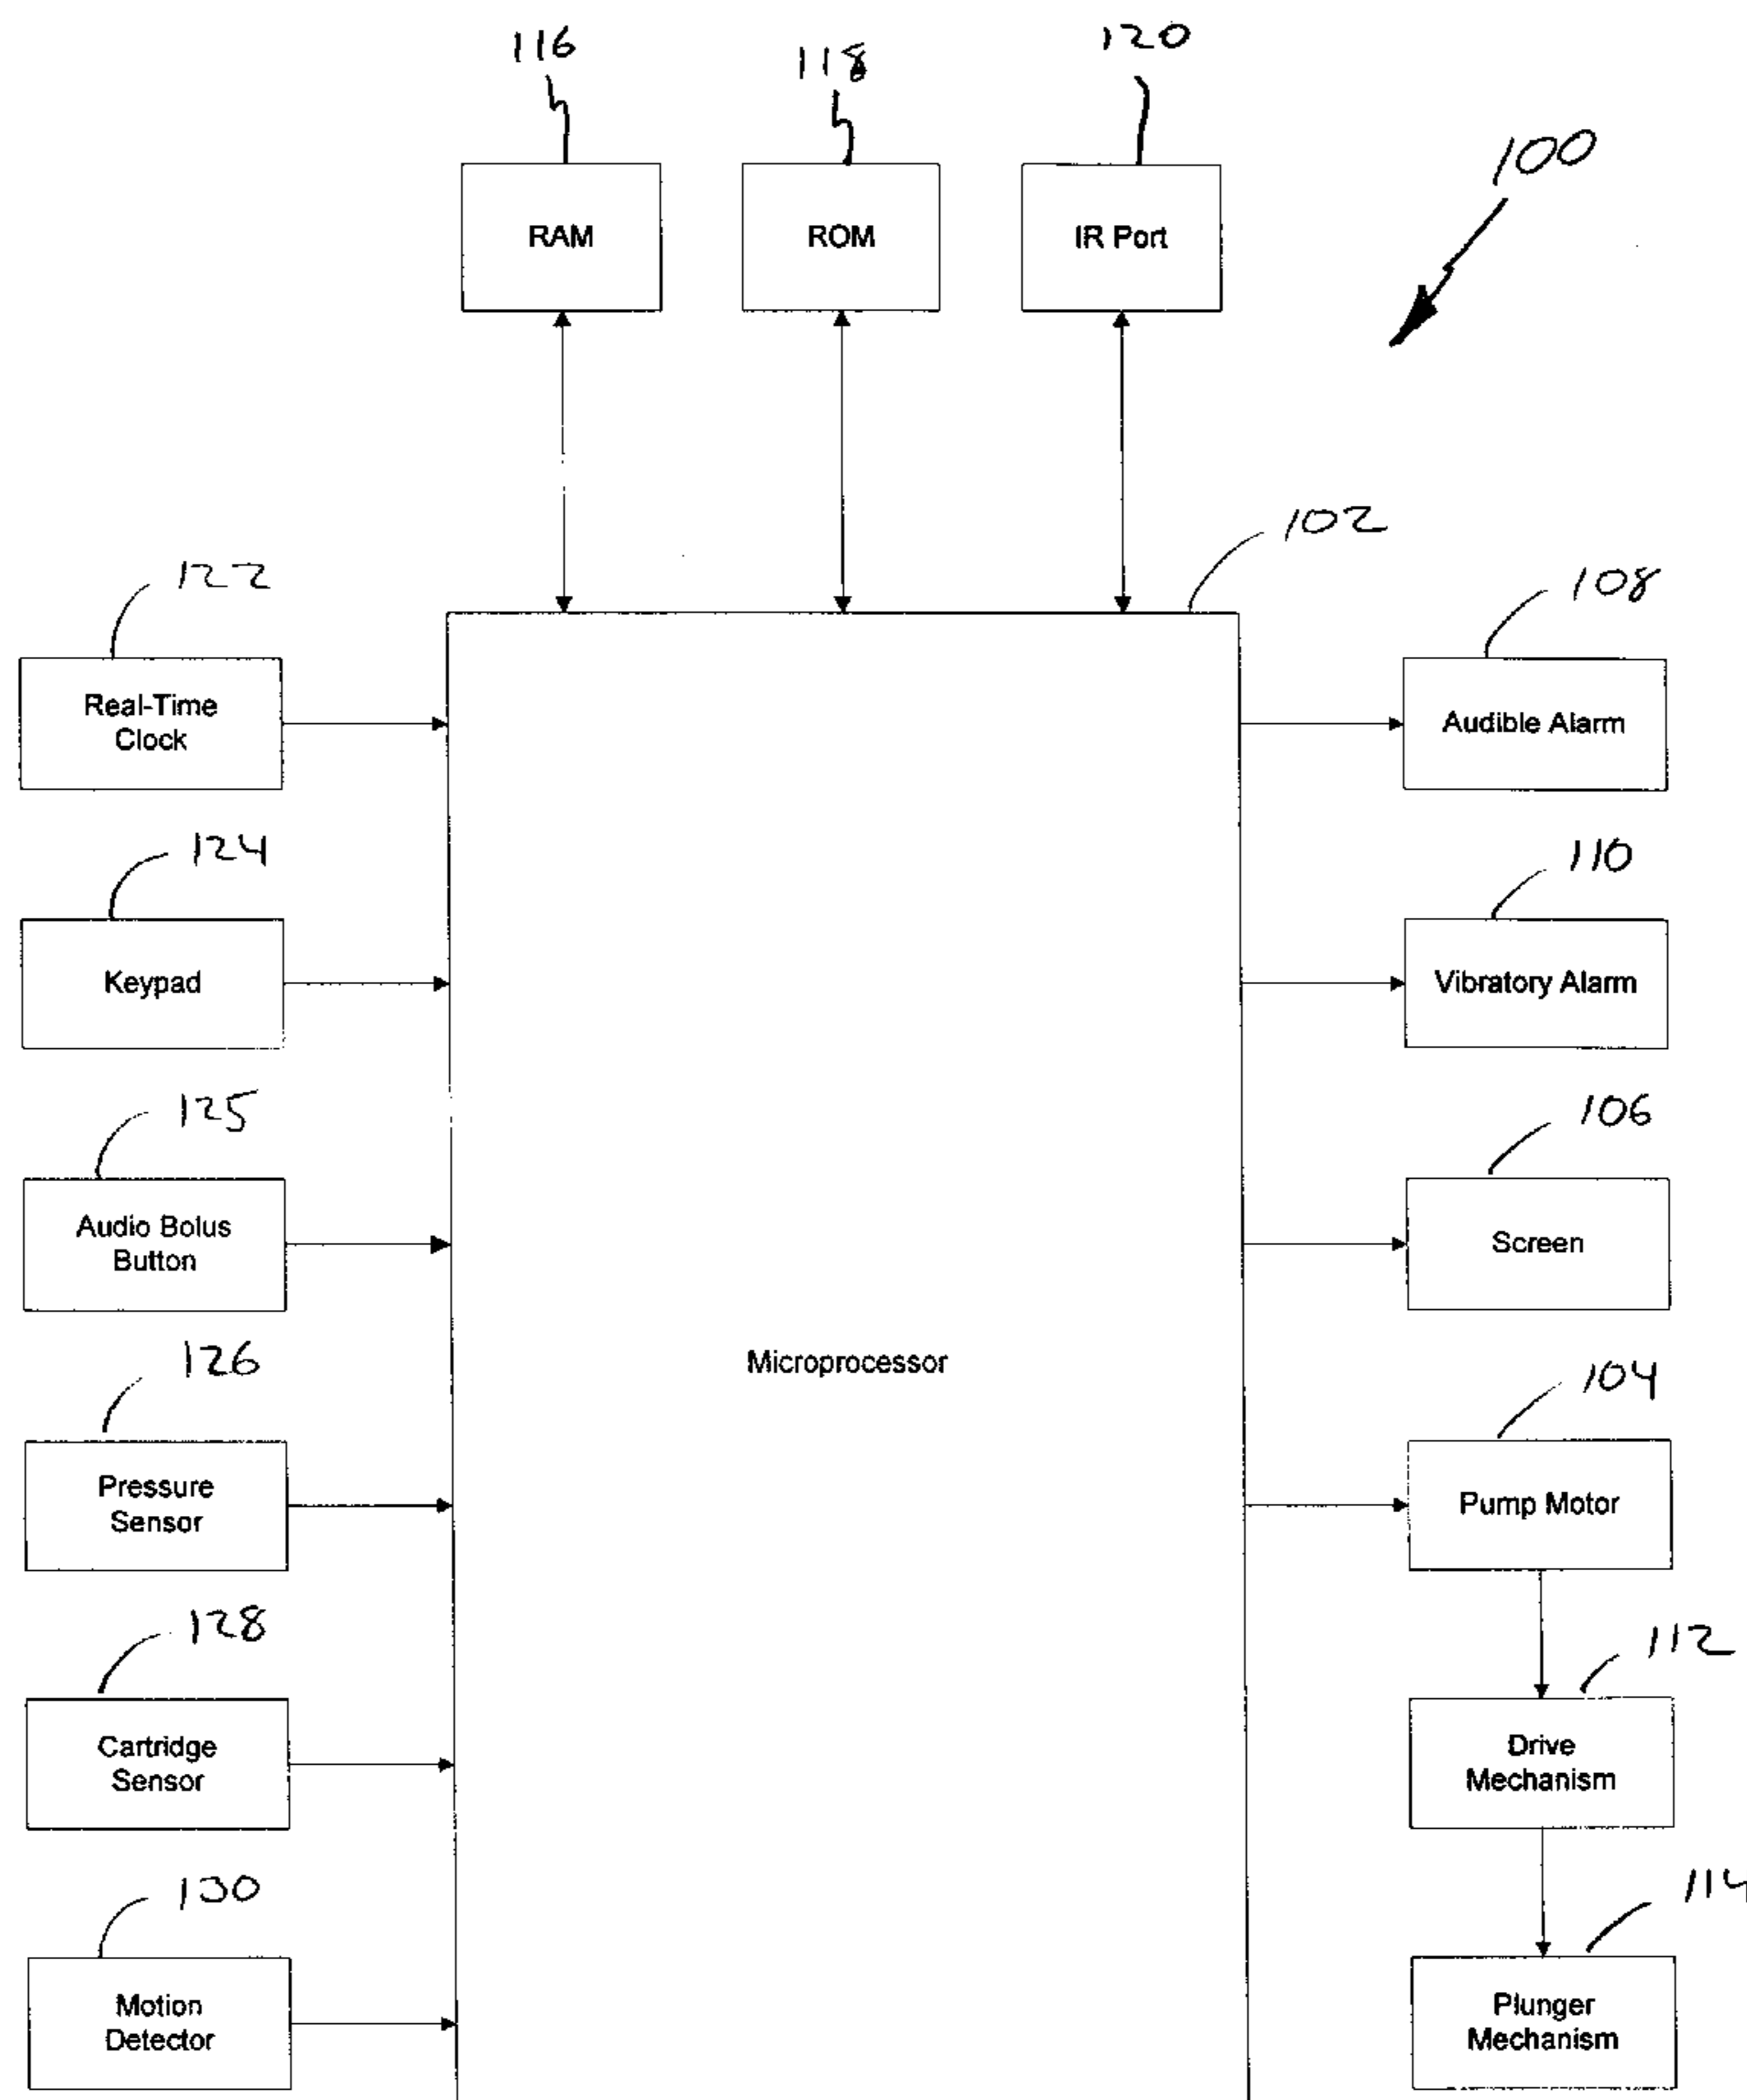 116
118
120
100
RAM
ROM
IR Port
102
122
108
Real-Time
Clock
Audible Alarm
124
110
Keypad
Vibratory Alarm
125
106
Audio Bolus
Button
Screen
126
Microprocessor
104
Pressure
Sensor
Pump Motor
128
112
Cartridge
Sensor
Drive
Mechanism
130
114
Motion
Detector
Plunger
Mechanism